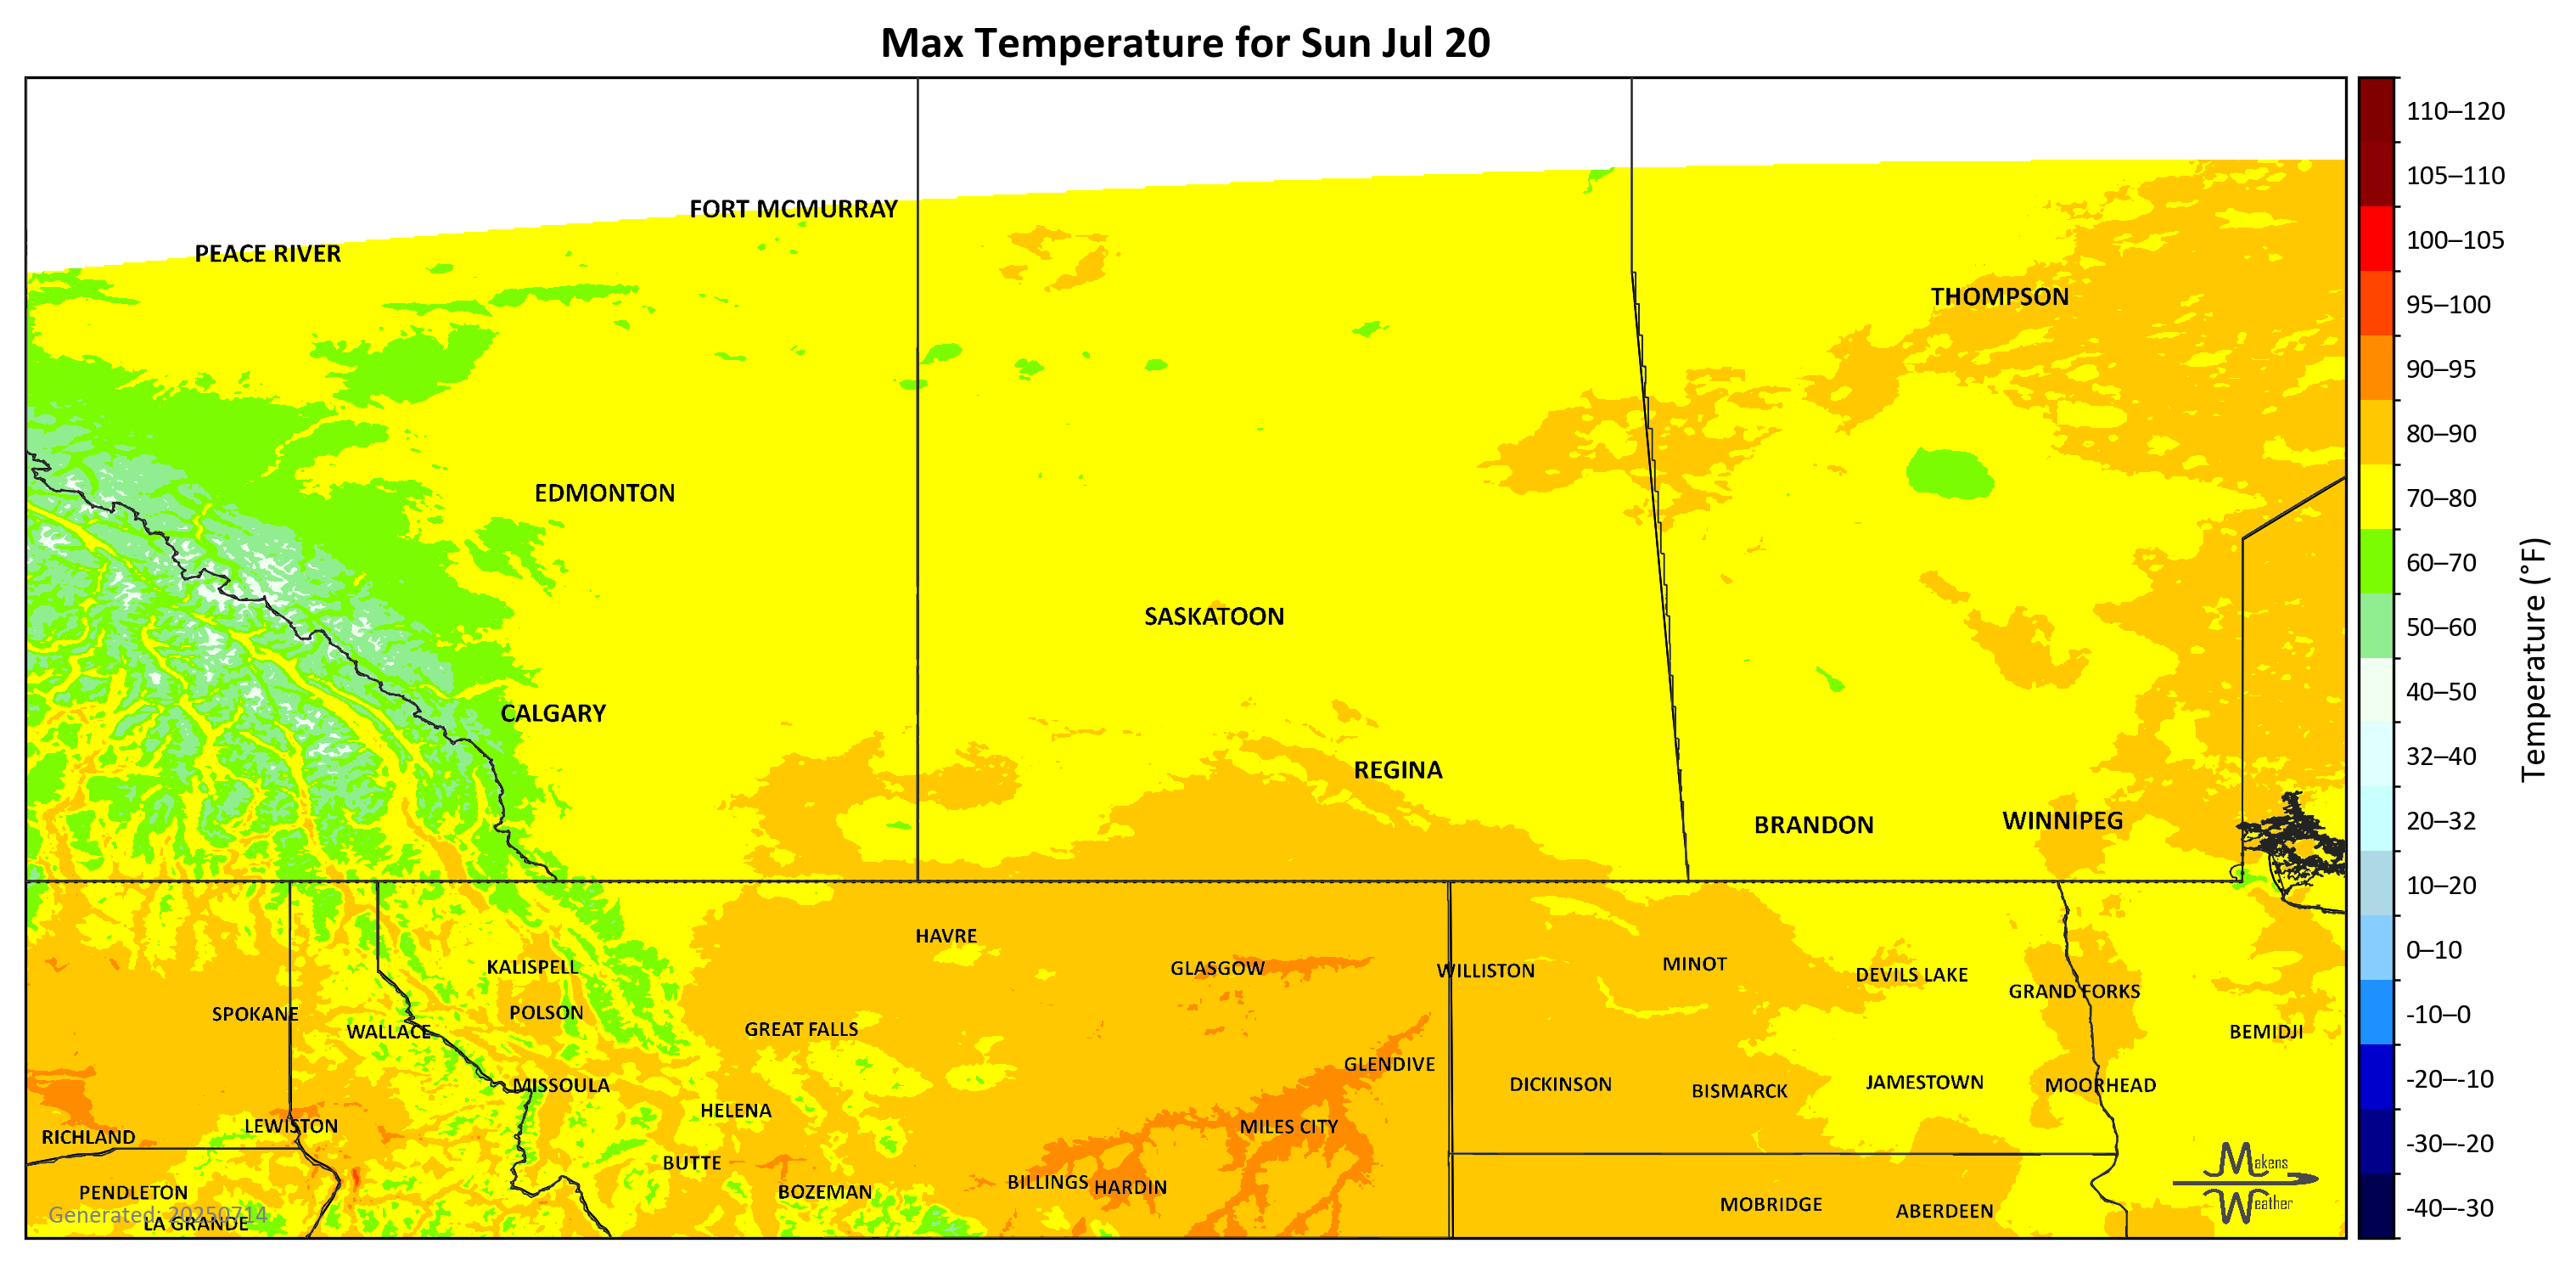 Max Temperature for Sun Jul 20
FORT MCMURRAY
PEACE RIVER
THOMPSON
EDMONTON
SASKATOON
CALGARY
REGINA
BRANDON
WINNIPEG
HAVRE
GLASGOW
WILLISTON
MINOT
DEVILS LAKE
GRAND FORKS
KALISPELL
SPOKANE
POLSON
WALLACE
GREAT FALLS
BEMIDJI
GLENDIVE
MISSOULA
DICKINSON
BISMARCK
JAMESTOWN
MOORHEAD
HELENA
LEWISTON
MILES CITY
RICHLAND
BUTTE
BILLINGS
HARDIN
PENDLETON
BOZEMAN
MOBRIDGE
ABERDEEN
Generated: 20250714
LA GRANDE
Makens
Weather
110–120
105–110
100–105
95–100
90–95
80–90
70–80
60–70
50–60
40–50
32–40
20–32
10–20
0–10
-10–0
-20–-10
-30–-20
-40–-30
Temperature (°F)